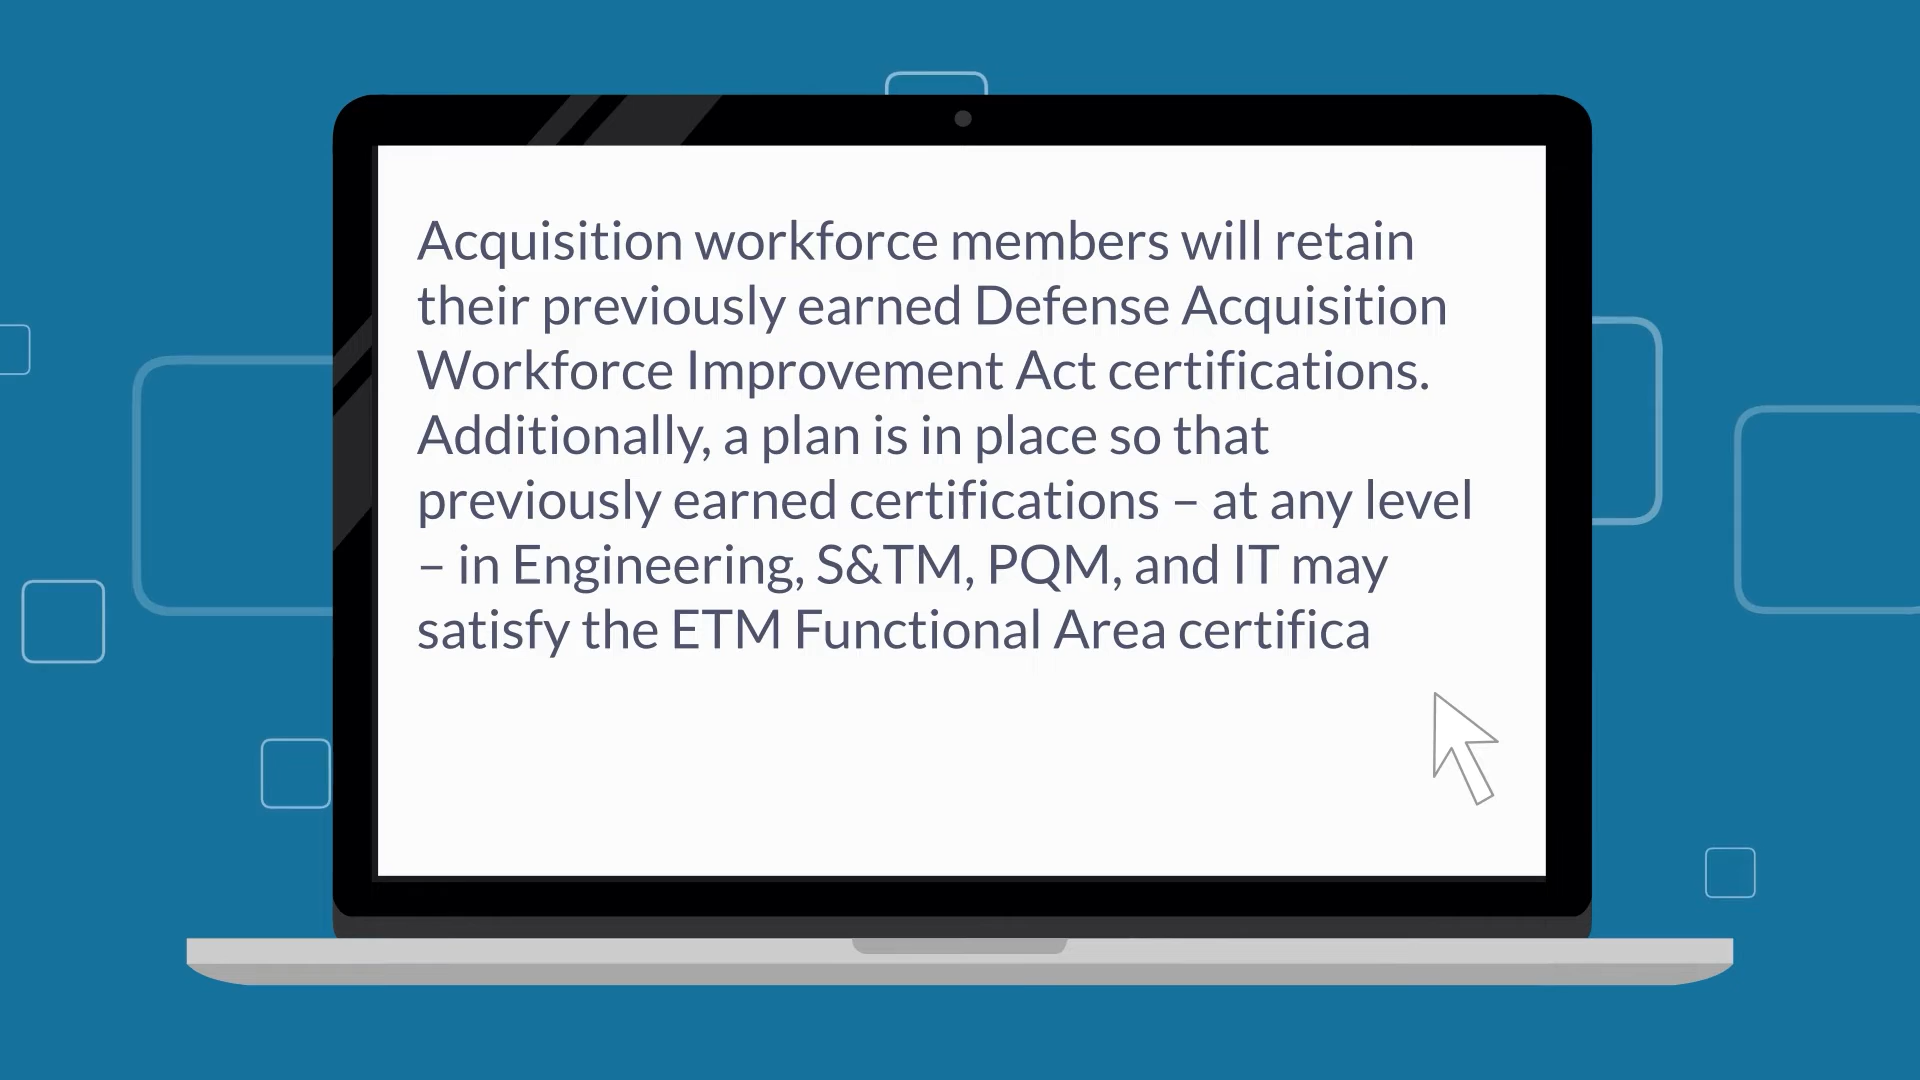 Acquisition workforce members will retain
their previously earned Defense Acquisition
Workforce Improvement Act certifications.
Additionally, a plan is in place so that
previously earned certifications – at any level
– in Engineering, S&TM, PQM, and IT may
satisfy the ETM Functional Area certifica